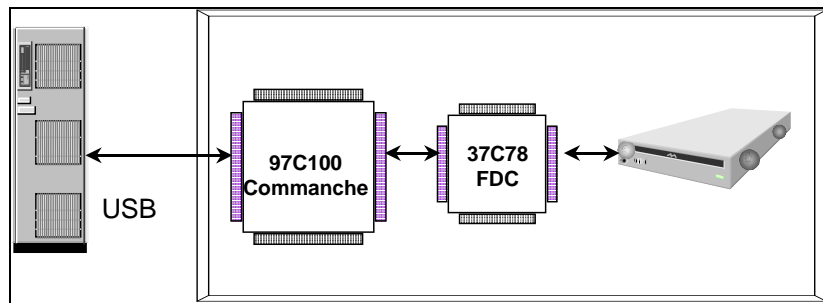 97C100
Commanche
37C78
FDC
USB